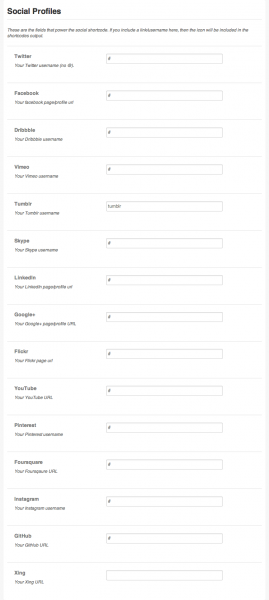 Social Profiles
These are the fields that power the social shortcode. If you include a link/username here, then the icon will be included in the
shortcodes output.
Twitter
Your Twitter username (no @).
#
Facebook
Your facebook page/profile url
#
Dribbble
Your Dribbble username
#
Vimeo
Your Vimeo username
#
Tumblr
Your Tumblr username
tumblr
Skype
Your Skype username
#
LinkedIn
Your LinkedIn page/profile url
#
Google+
Your Google+ page/profile URL
#
Flickr
Your Flickr page url
#
YouTube
Your YouTube URL
#
Pinterest
Your Pinterest username
#
Foursquare
Your Foursquare URL
#
Instagram
Your Instagram username
#
GitHub
Your GitHub URL
#
Xing
Your Xing URL